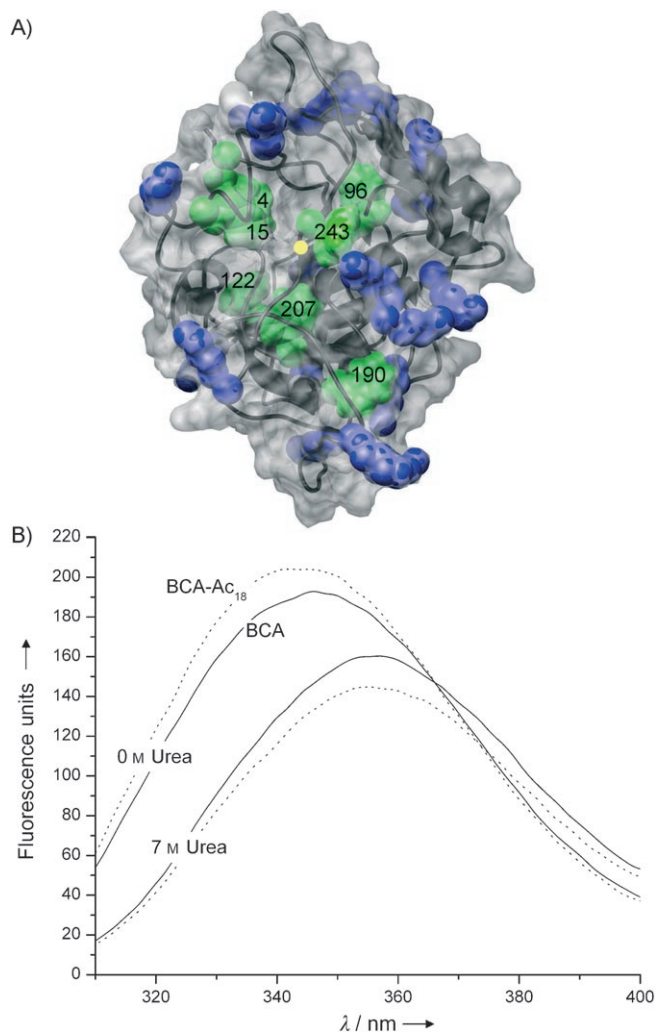 A)
4
96
15
243
122
207
190
B)
220
200
180
160
140
120
100
80
60
40
20
0
BCA-Ac₁₈
BCA
0 M Urea
7 M Urea
Fluorescence units →
320 340 360 380 400
λ / nm →